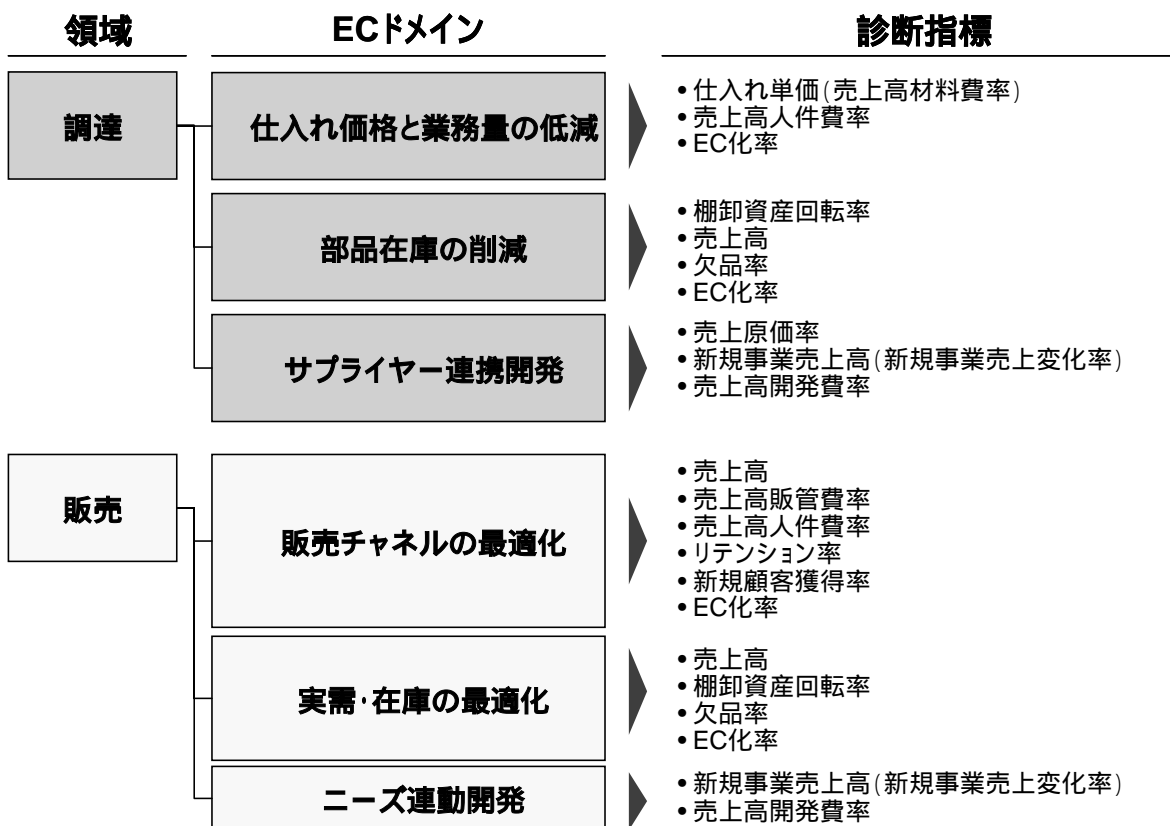 領域 ECドメイン 診断指標
調達
仕入れ価格と業務量の低減
•仕入れ単価(売上高材料費率)
•売上高人件費率
•EC化率
部品在庫の削減
•棚卸資産回転率
•売上高
•欠品率
•EC化率
サプライヤー連携開発
•売上原価率
•新規事業売上高(新規事業売上変化率)
•売上高開発費率
販売
販売チャネルの最適化
•売上高
•売上高販管費率
•売上高人件費率
•リテンション率
•新規顧客獲得率
•EC化率
実需・在庫の最適化
•売上高
•棚卸資産回転率
•欠品率
•EC化率
ニーズ連動開発
•新規事業売上高(新規事業売上変化率)
•売上高開発費率